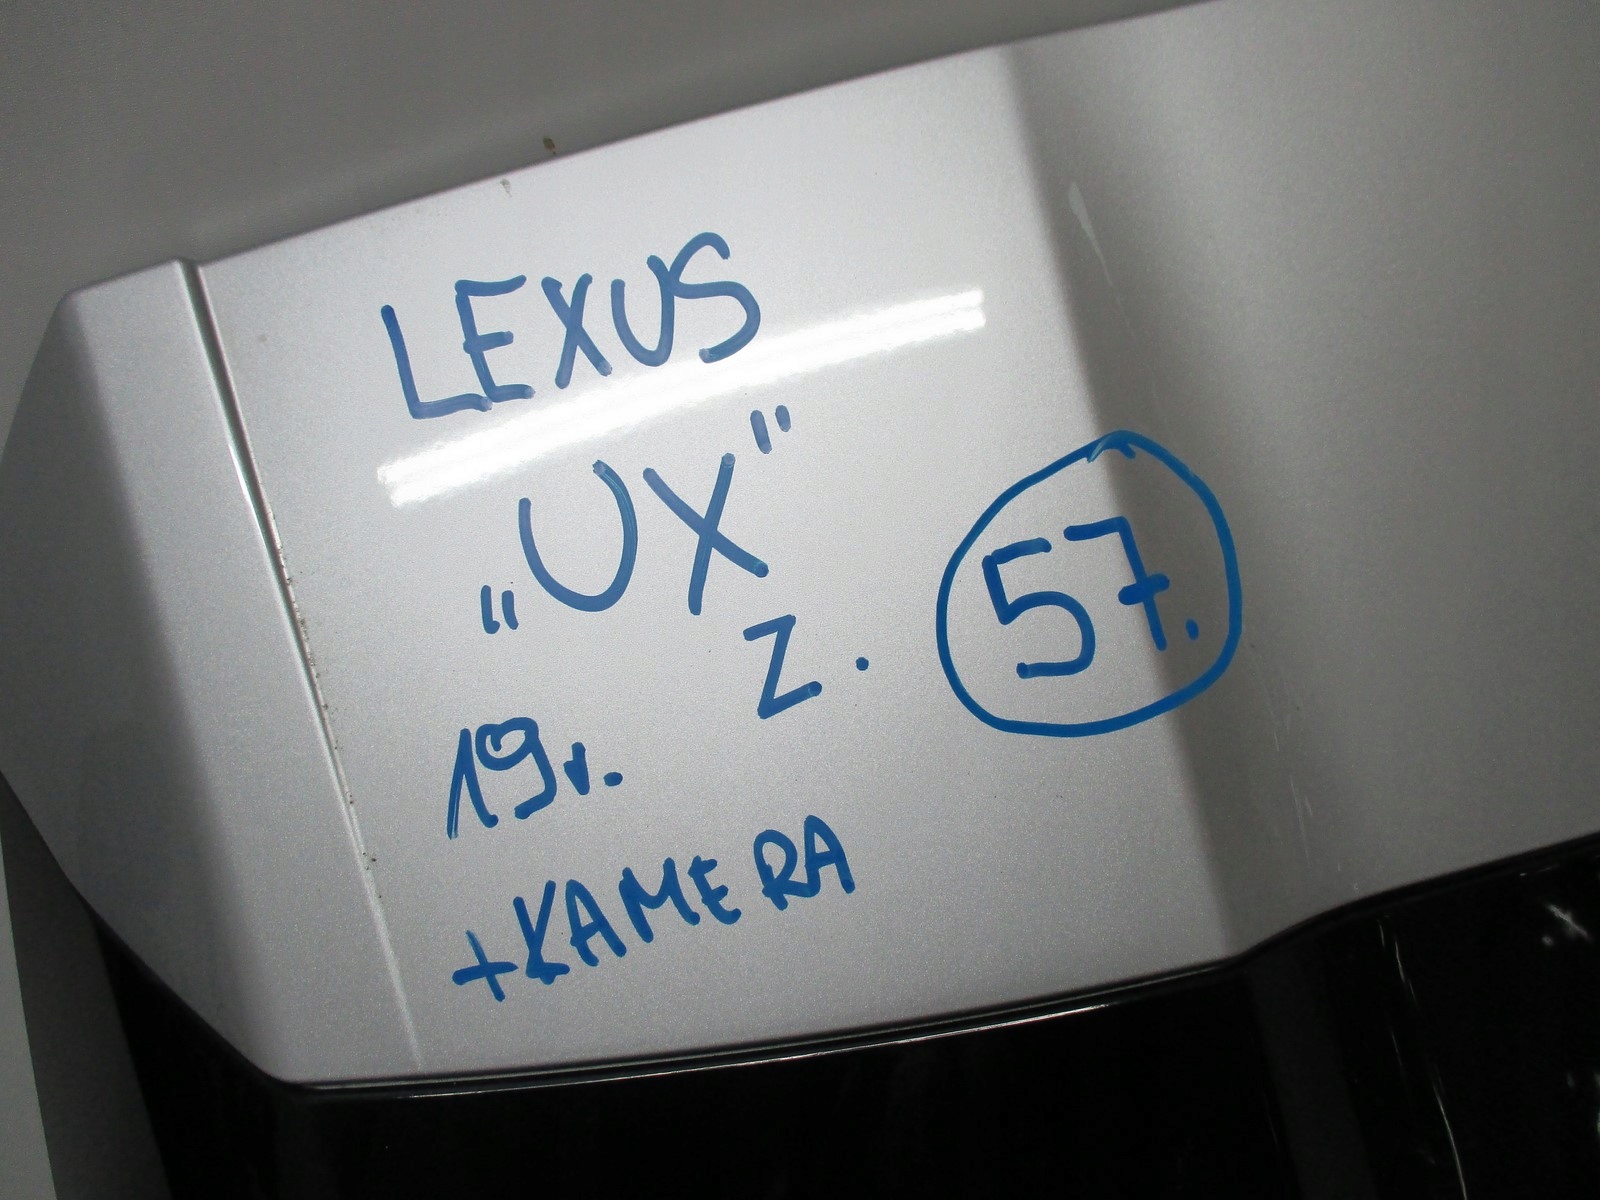 LEXUS
„UX"
Z.
57.
19r.
+KAMERA